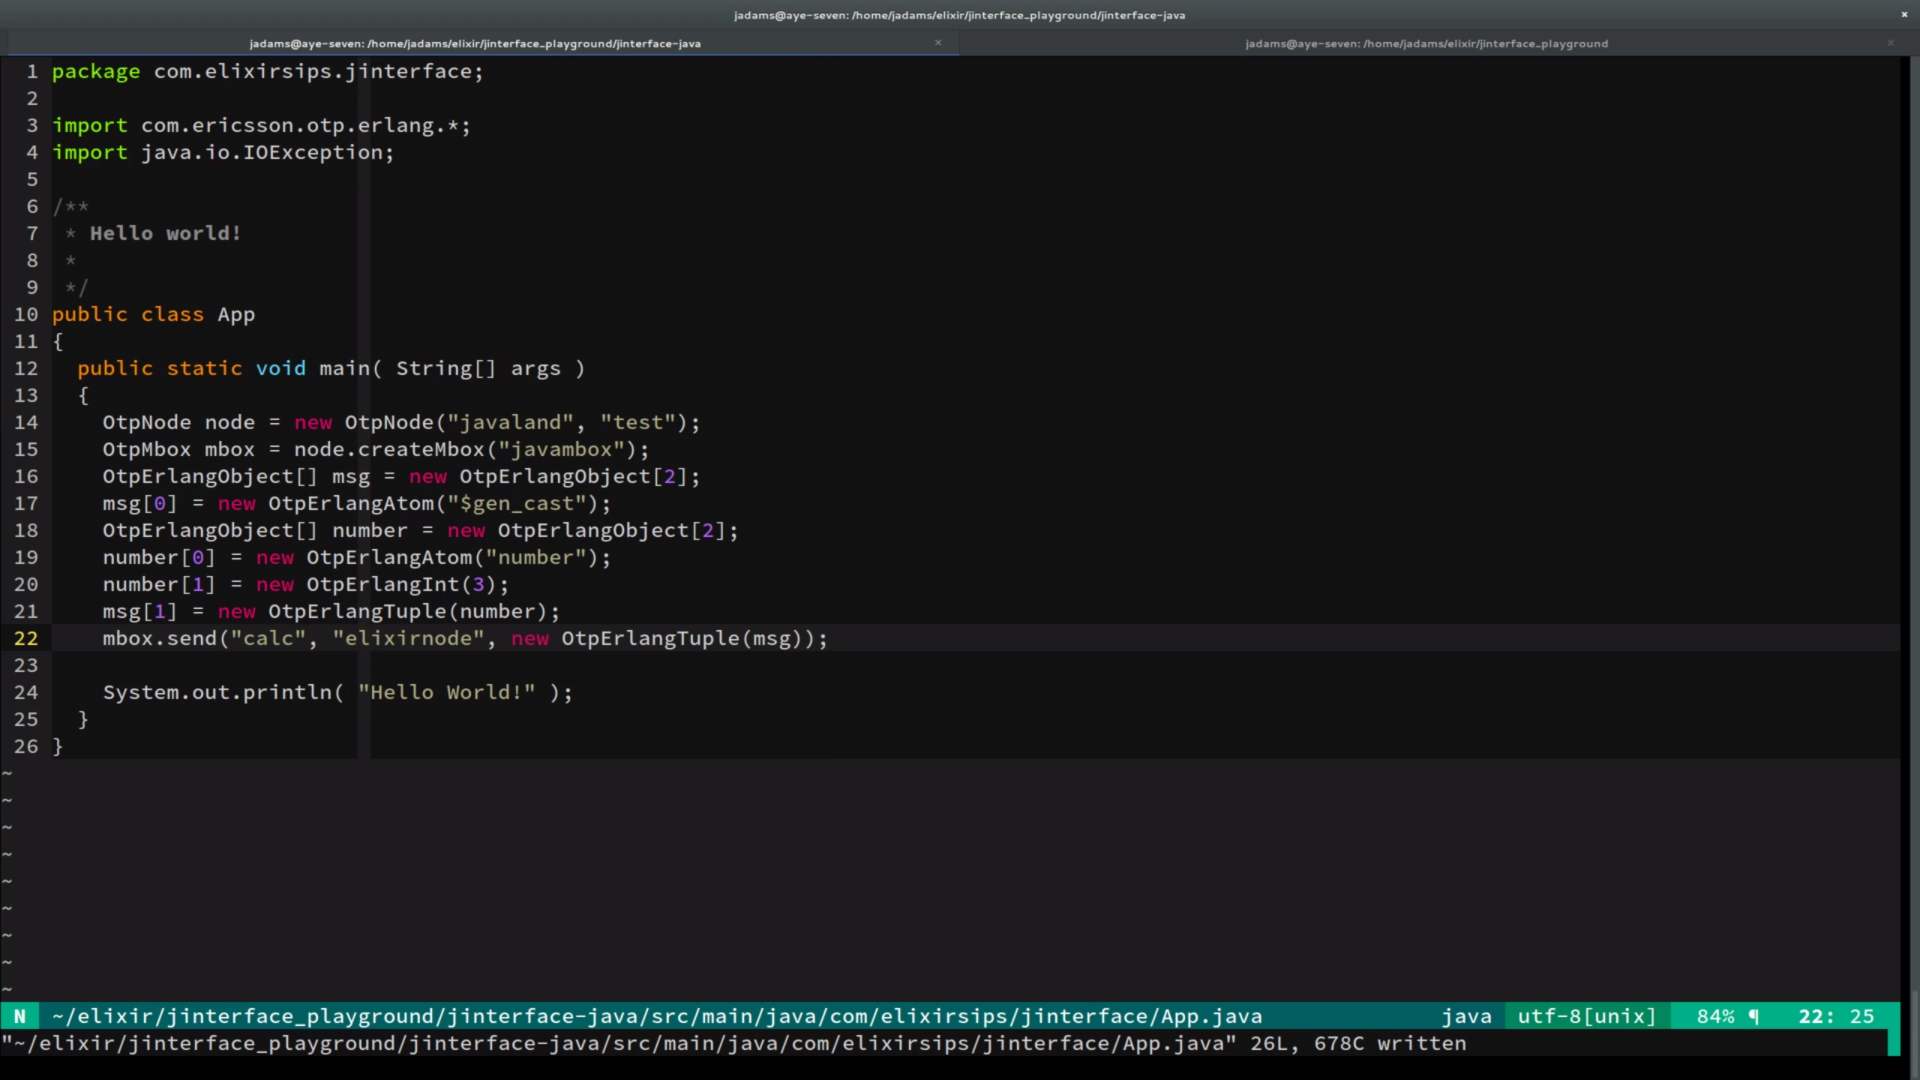 jadams@aye-seven: /home/jadams/elixir/jinterface_playground/jinterface-java ×
jadams@aye-seven: /home/jadams/elixir/jinterface_playground/jinterface-java × jadams@aye-seven: /home/jadams/elixir/jinterface_playground ×
1 package com.elixirsips.jinterface;
2
3 import com.ericsson.otp.erlang.*;
4 import java.io.IOException;
5
6 /**
7  * Hello world!
8  *
9  */
10 public class App
11 {
12   public static void main( String[] args )
13   {
14     OtpNode node = new OtpNode("javaland", "test");
15     OtpMbox mbox = node.createMbox("javambox");
16     OtpErlangObject[] msg = new OtpErlangObject[2];
17     msg[0] = new OtpErlangAtom("$gen_cast");
18     OtpErlangObject[] number = new OtpErlangObject[2];
19     number[0] = new OtpErlangAtom("number");
20     number[1] = new OtpErlangInt(3);
21     msg[1] = new OtpErlangTuple(number);
22     mbox.send("calc", "elixirnode", new OtpErlangTuple(msg));
23
24     System.out.println( "Hello World!" );
25   }
26 }
~
~
~
~
~
~
~
~
~
N ~/elixir/jinterface_playground/jinterface-java/src/main/java/com/elixirsips/jinterface/App.java java utf-8[unix] 84% ¶ 22: 25
"~/elixir/jinterface_playground/jinterface-java/src/main/java/com/elixirsips/jinterface/App.java" 26L, 678C written